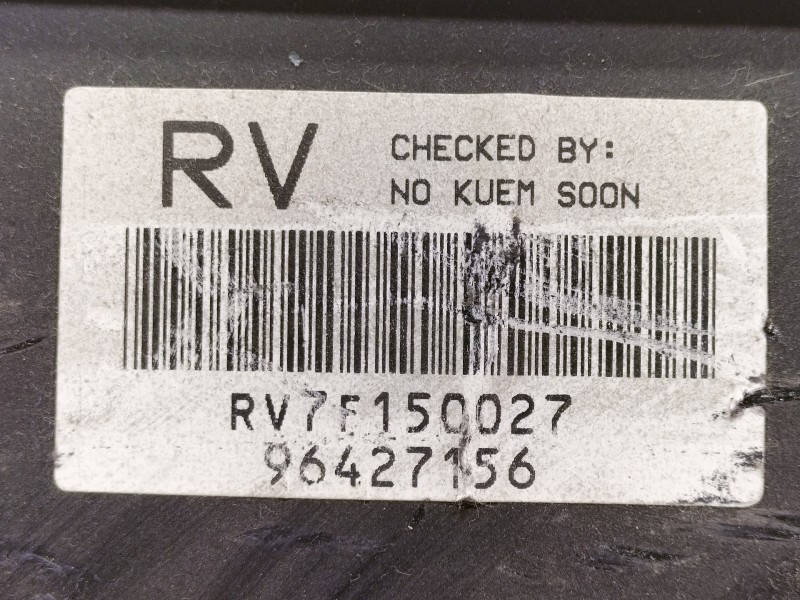 RV
CHECKED BY:
NO KUEM SOON
RV7F150027
96427156